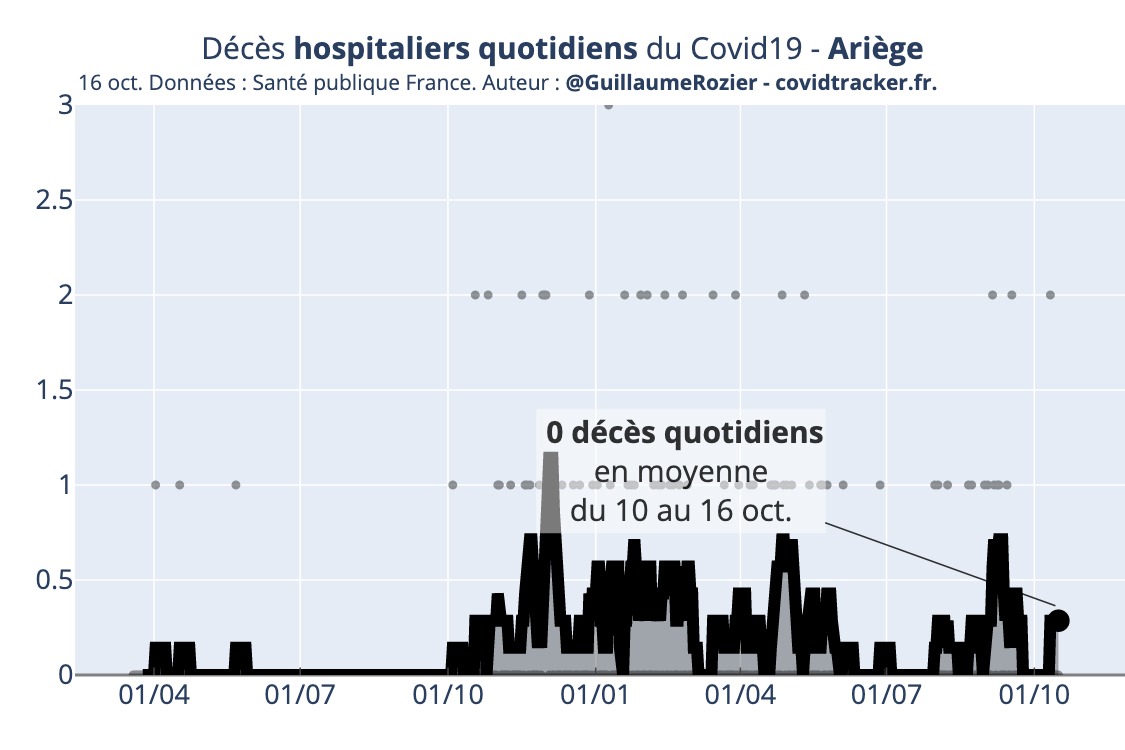 Décès hospitaliers quotidiens du Covid19 - Ariège
16 oct. Données : Santé publique France. Auteur : @GuillaumeRozier - covidtracker.fr.
3
2.5
2
1.5
1
0.5
0
0 décès quotidiens
en moyenne
du 10 au 16 oct.
01/04 01/07 01/10 01/01 01/04 01/07 01/10